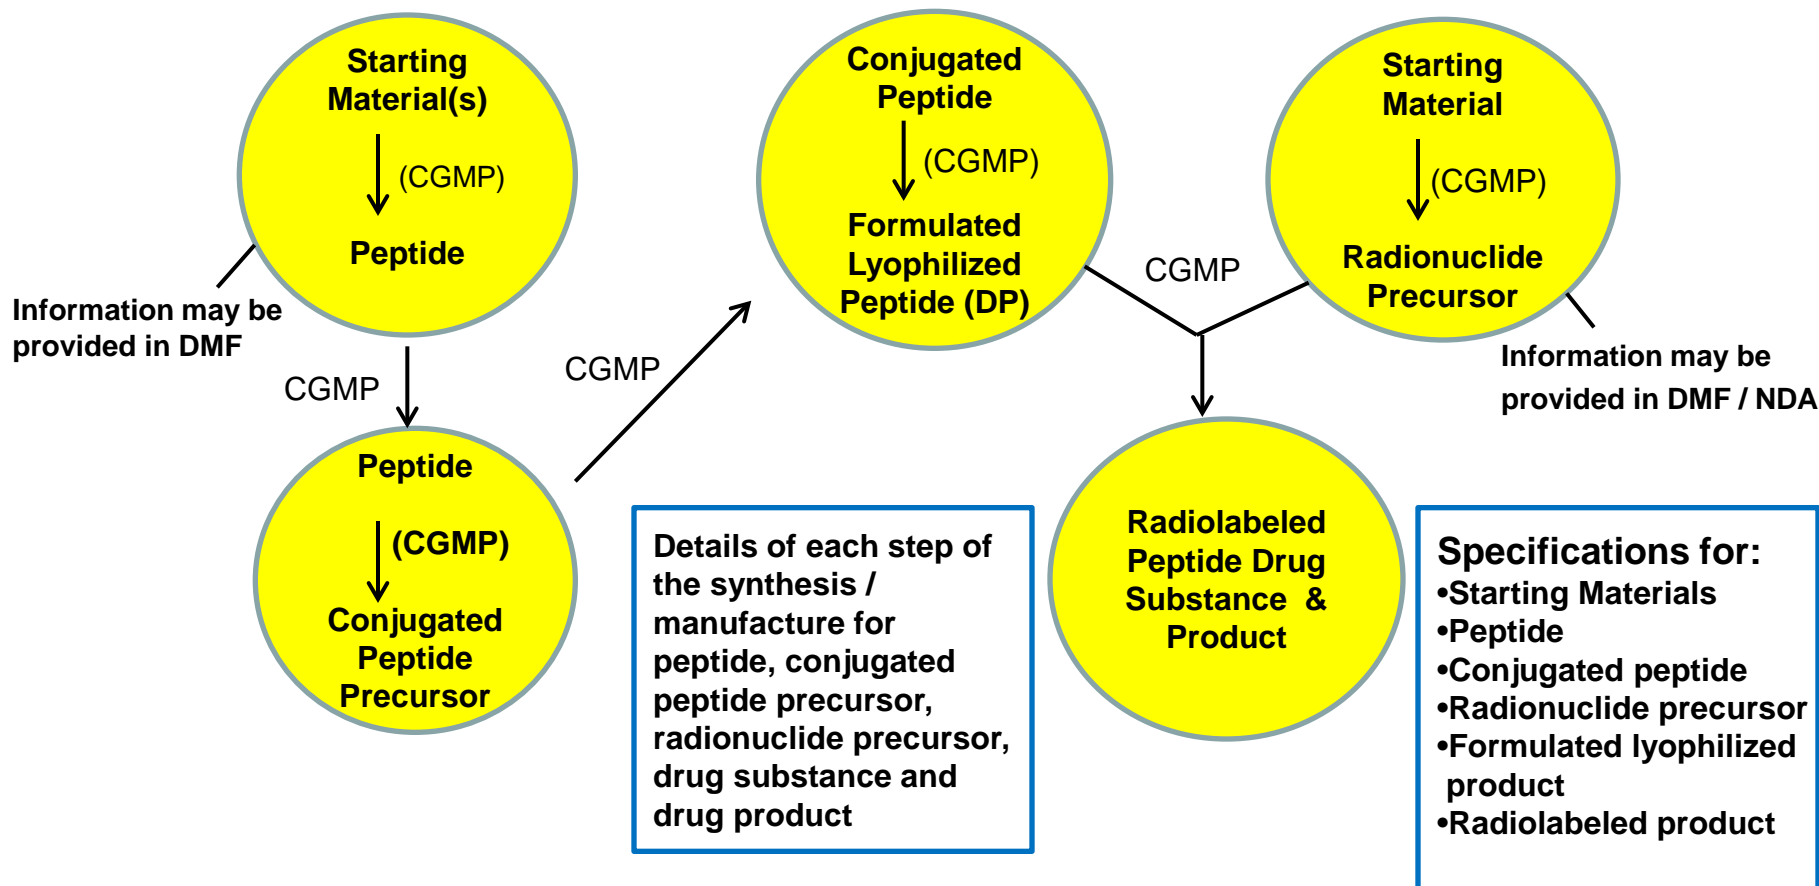 Starting
Material(s)
(CGMP)
Peptide
Information may be
provided in DMF
CGMP
Peptide
(CGMP)
Conjugated
Peptide
Precursor
CGMP
Conjugated
Peptide
(CGMP)
Formulated
Lyophilized
Peptide (DP)
CGMP
Starting
Material
(CGMP)
Radionuclide
Precursor
Information may be
provided in DMF / NDA
Radiolabeled
Peptide Drug
Substance &
Product
Details of each step of
the synthesis /
manufacture for
peptide, conjugated
peptide precursor,
radionuclide precursor,
drug substance and
drug product
Specifications for:
•Starting Materials
•Peptide
•Conjugated peptide
•Radionuclide precursor
•Formulated lyophilized
product
•Radiolabeled product